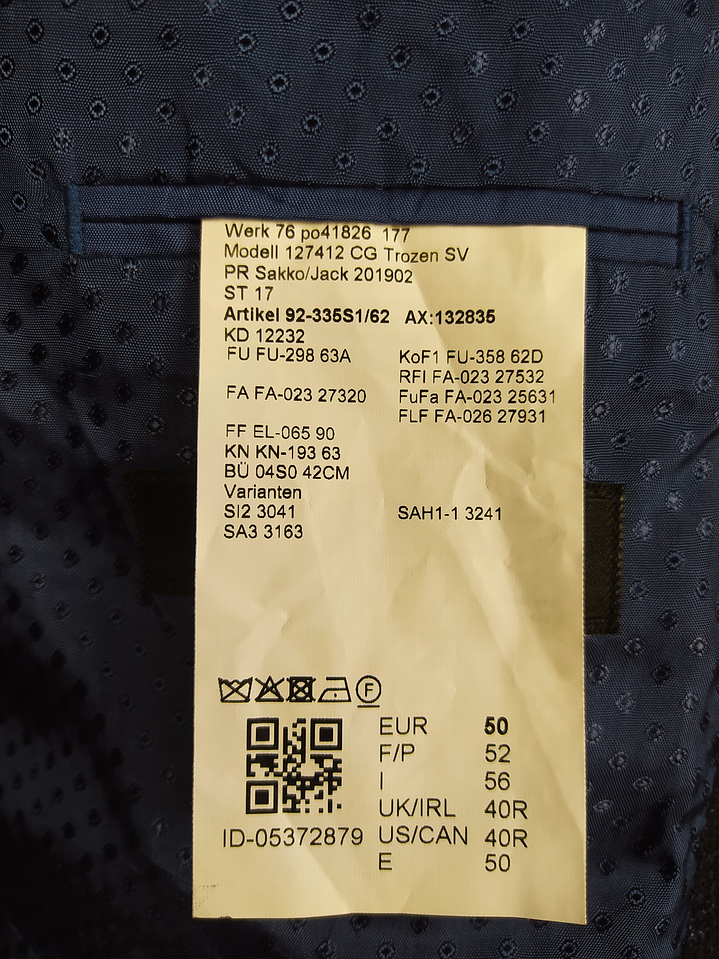 Werk 76 po41826 177
Modell 127412 CG Trozen SV
PR Sakko/Jack 201902
ST 17
Artikel 92-335S1/62 AX:132835
KD 12232
FU FU-298 63A KoF1 FU-358 62D
RFI FA-023 27532
FA FA-023 27320 FuFa FA-023 25631
FLF FA-026 27931
FF EL-065 90
KN KN-193 63
BÜ 04S0 42CM
Varianten
SI2 3041 SAH1-1 3241
SA3 3163
F
EUR 50
F/P 52
I 56
UK/IRL 40R
ID-05372879 US/CAN 40R
E 50